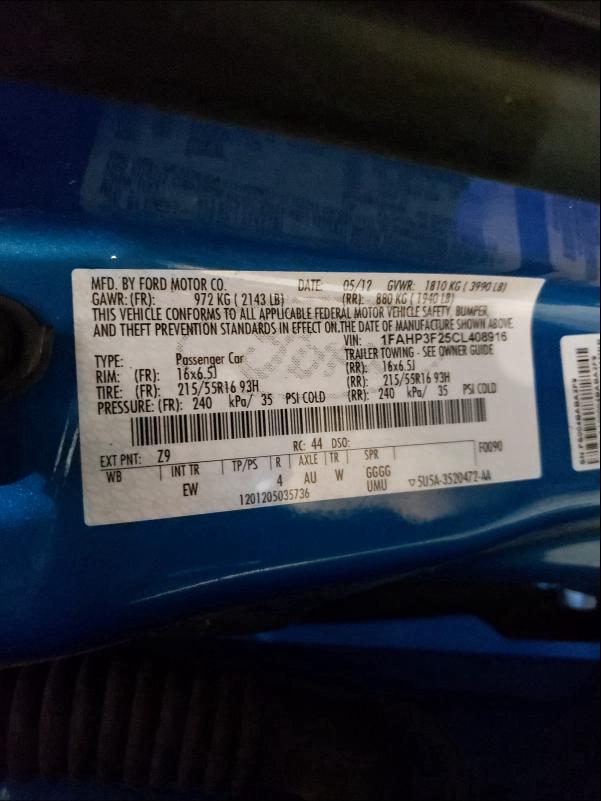 MFD. BY FORD MOTOR CO. DATE: 05/12 GVWR: 1810 KG ( 3990 LB)
GAWR: (FR): 972 KG ( 2143 LB) (RR): 880 KG ( 1940 LB)
THIS VEHICLE CONFORMS TO ALL APPLICABLE FEDERAL MOTOR VEHICLE SAFETY, BUMPER,
AND THEFT PREVENTION STANDARDS IN EFFECT ON THE DATE OF MANUFACTURE SHOWN ABOVE.
VIN: 1FAHP3F25CL408916
TYPE: Passenger Car TRAILER TOWING - SEE OWNER GUIDE
RIM: (FR): 16x6.5J (RR): 16x6.5J
TIRE: (FR): 215/55R16 93H (RR): 215/55R16 93H
PRESSURE: (FR): 240 kPa/ 35 PSI COLD (RR): 240 kPa/ 35 PSI COLD
EXT PNT: Z9 RC: 44 DSO: F0090
WB INT TR TP/PS R AXLE TR SPR
EW 4 AU W GGGG
UMU ▽ 5U5A-3520472-AA
1201205035736